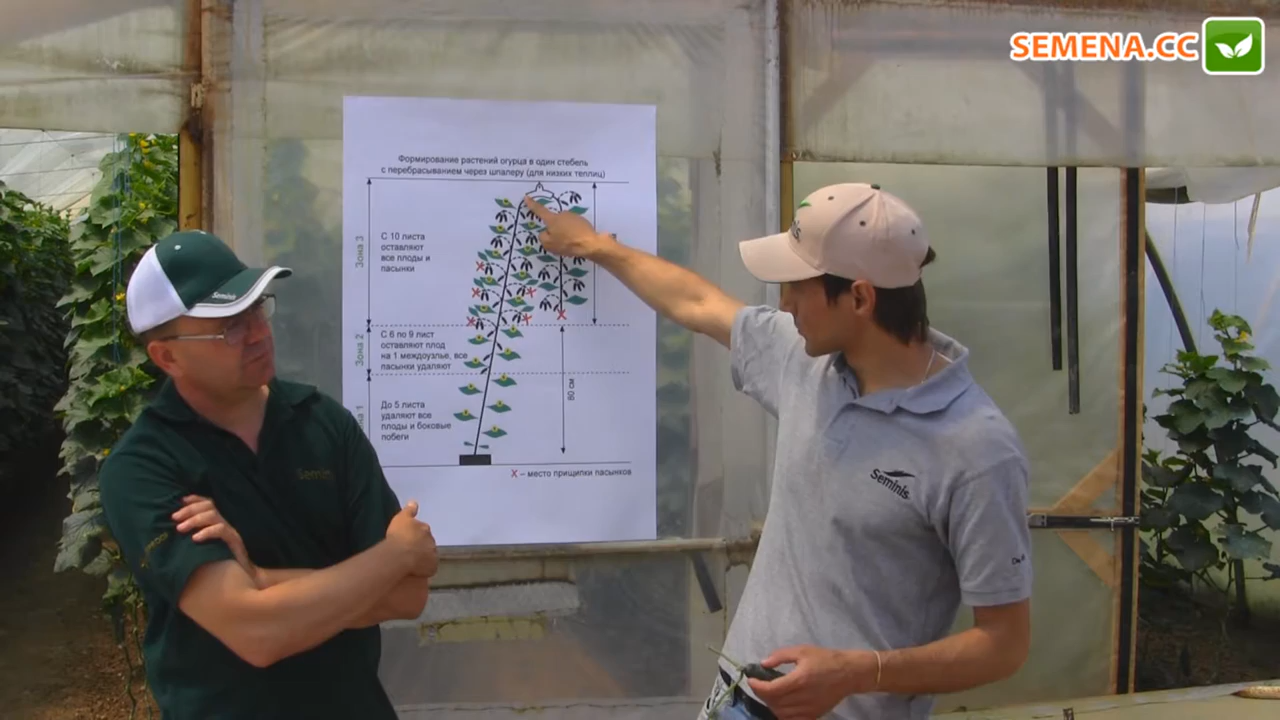 SEMENA.CC
Формирование растений огурца в один стебель
с перебрасыванием через шпалеру (для низких теплиц)
Зона 3
С 10 листа
оставляют
все плоды и
пасынки
Зона 2
С 6 по 9 лист
оставляют плод
на 1 междоузлье, все
пасынки удаляют
80 см
1
До 5 листа
удаляют все
плоды и боковые
побеги
X – место прищипки пасынков
Seminis
Seminis
Seminis